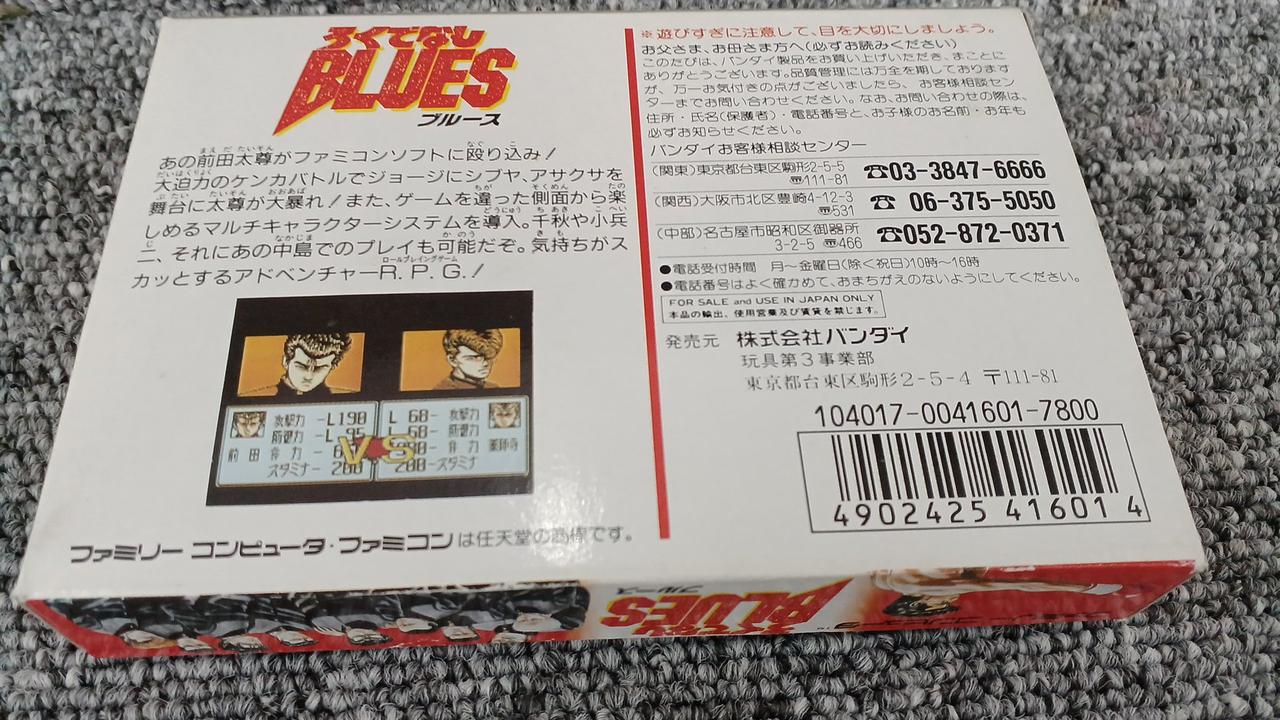 ろくでなし
BLUES
ブルース
あの前田太尊がファミコンソフトに殴り込み!
大迫力のケンカバトルでジョージにシブヤ、アサクサを
舞台に太尊が大暴れ!また、ゲームを違った側面から楽
しめるマルチキャラクターシステムを導入。千秋や小兵
二、それにあの中島でのプレイも可能だぞ。気持ちがス
カッとするアドベンチャーR.P.G.!
攻撃力 -L190
L 60- 攻撃力
前田
薬師寺
VS
スタミナ- 200
200-スタミナ
ファミリー コンピュータ・ファミコンは任天堂の商標です。
※遊びすぎに注意して、目を大切にしましょう。
お父さま、お母さま方へ(必ずお読みください)
このたびは、バンダイ製品をお買い上げいただき、まことに
ありがとうございます。品質管理には万全を期しております
が、万一お気付きの点がございましたら、お客様相談セン
ターまでお問い合わせください。なお、お問い合わせの際は、
住所・氏名(保護者)・電話番号と、お子様のお名前・お年も
必ずお知らせください。
バンダイお客様相談センター
(関東)東京都台東区駒形2-5-5
〠111-81
☎03-3847-6666
(関西)大阪市北区豊崎4-12-3
〠531
☎ 06-375-5050
(中部)名古屋市昭和区御器所
3-2-5 〠466
☎052-872-0371
●電話受付時間 月〜金曜日(除く祝日)10時〜16時
●電話番号はよく確かめて、おまちがえのないようにしてください。
FOR SALE and USE IN JAPAN ONLY
本品の輸出、使用営業及び賃貸を禁じます。
発売元 株式会社バンダイ
玩具第3事業部
東京都台東区駒形2-5-4 〒111-81
104017-0041601-7800
4902425 41601 4
ブルース
BLUES